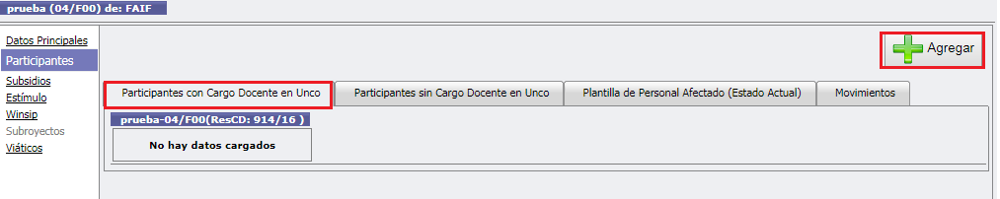 prueba (04/F00) de: FAIF
Datos Principales
Participantes
Subsidios
Estímulo
Winsip
Subroyectos
Viáticos
Agregar
Participantes con Cargo Docente en Unco
Participantes sin Cargo Docente en Unco
Plantilla de Personal Afectado (Estado Actual)
Movimientos
prueba-04/F00(ResCD: 914/16 )
No hay datos cargados